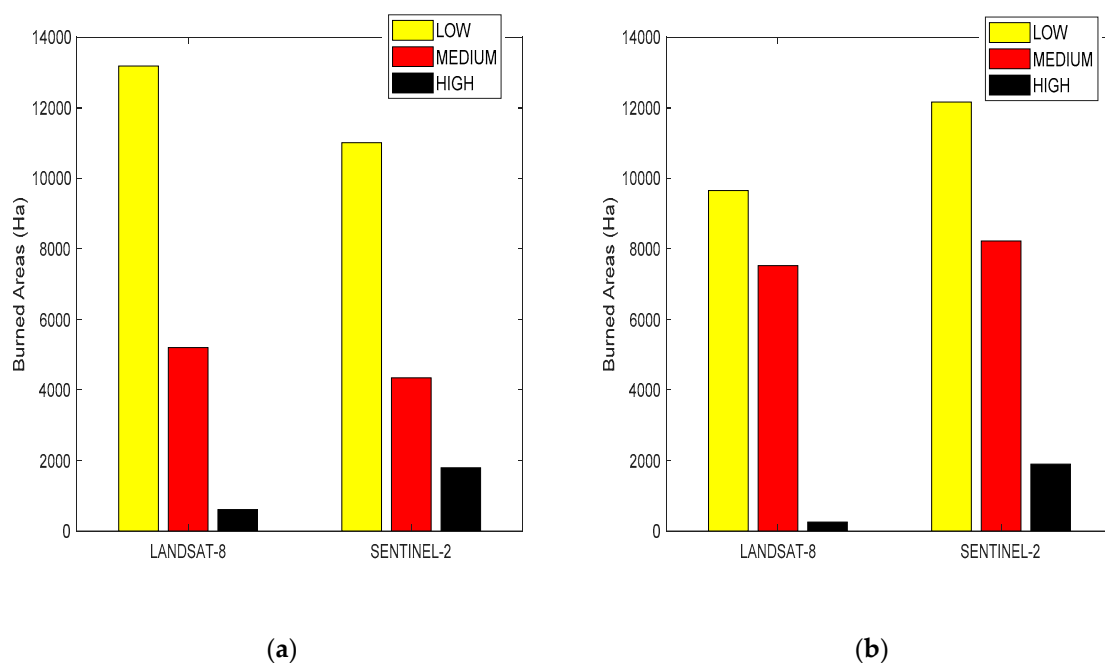 LOW
MEDIUM
HIGH
14000
12000
10000
8000
6000
4000
2000
0
Burned Areas (Ha)
LANDSAT-8 SENTINEL-2
(a)
LOW
MEDIUM
HIGH
14000
12000
10000
8000
6000
4000
2000
0
Burned Areas (Ha)
LANDSAT-8 SENTINEL-2
(b)